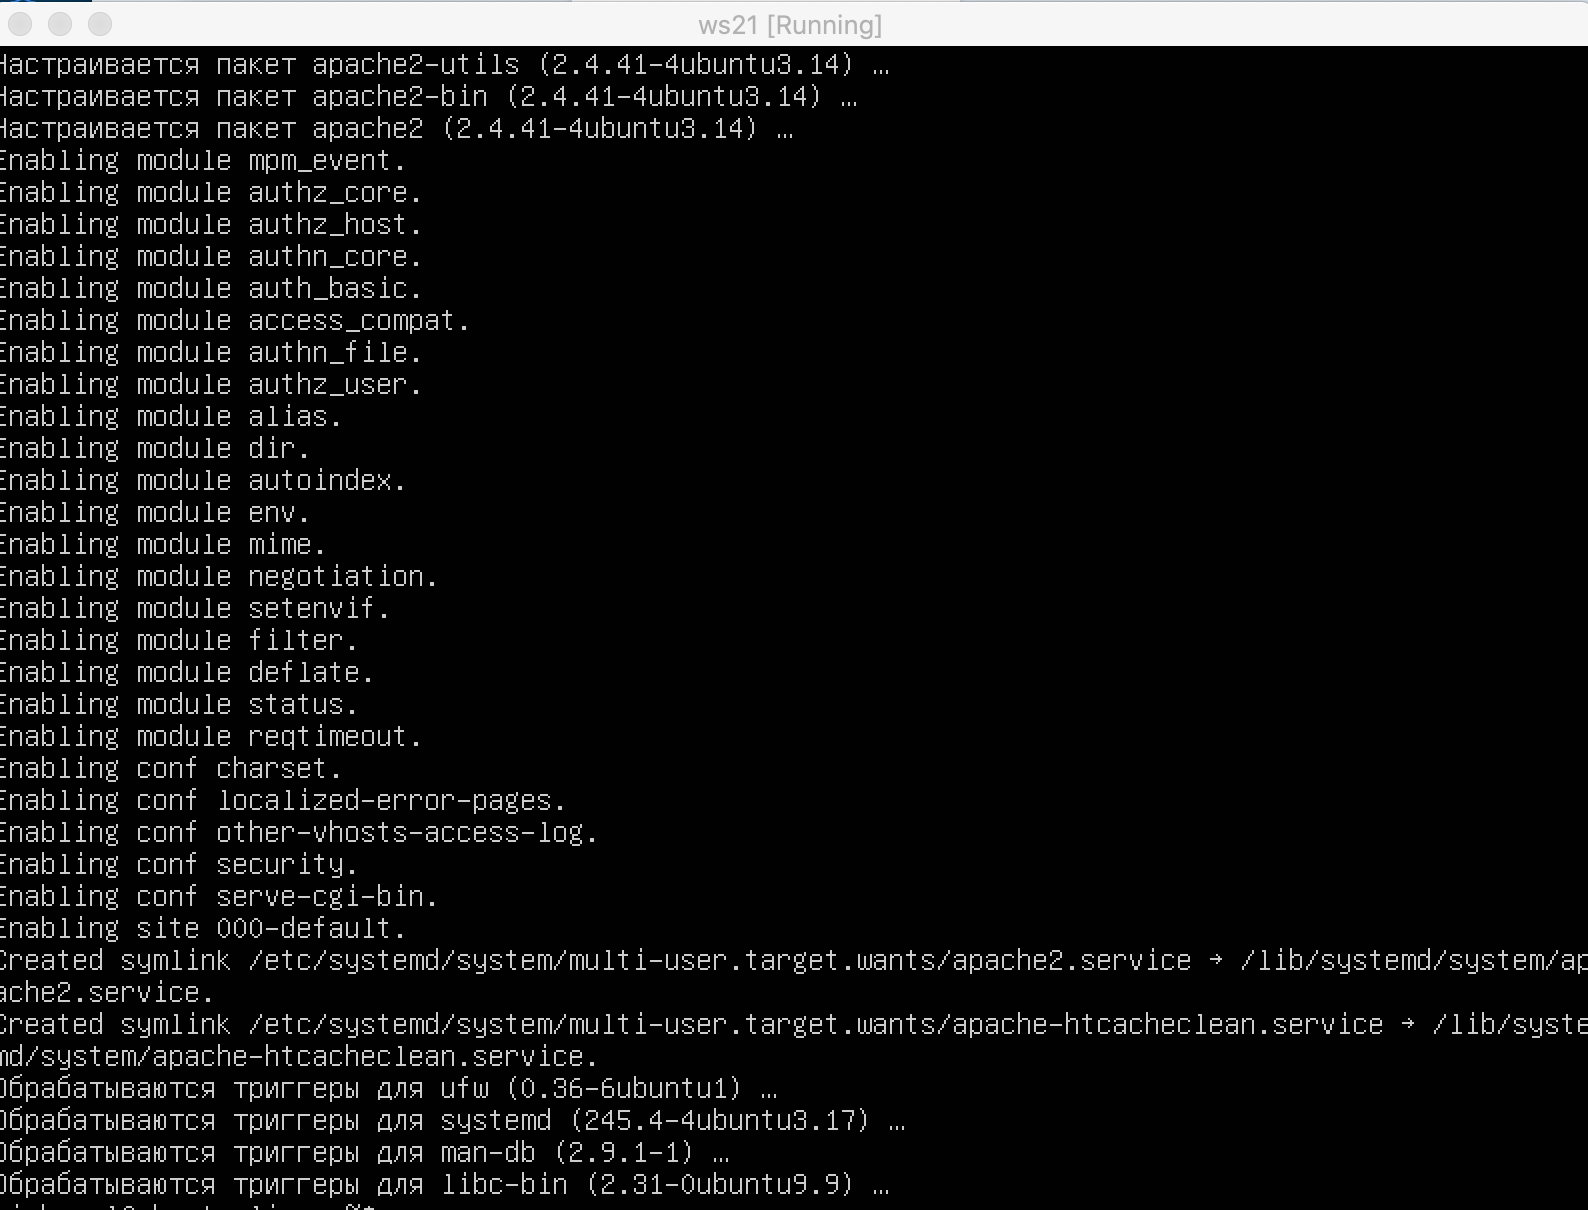 ws21 [Running]
Настраивается пакет apache2-utils (2.4.41-4ubuntu3.14) …
Настраивается пакет apache2-bin (2.4.41-4ubuntu3.14) …
Настраивается пакет apache2 (2.4.41-4ubuntu3.14) …
Enabling module mpm_event.
Enabling module authz_core.
Enabling module authz_host.
Enabling module authn_core.
Enabling module auth_basic.
Enabling module access_compat.
Enabling module authn_file.
Enabling module authz_user.
Enabling module alias.
Enabling module dir.
Enabling module autoindex.
Enabling module env.
Enabling module mime.
Enabling module negotiation.
Enabling module setenvif.
Enabling module filter.
Enabling module deflate.
Enabling module status.
Enabling module reqtimeout.
Enabling conf charset.
Enabling conf localized-error-pages.
Enabling conf other-vhosts-access-log.
Enabling conf security.
Enabling conf serve-cgi-bin.
Enabling site 000-default.
Created symlink /etc/systemd/system/multi-user.target.wants/apache2.service → /lib/systemd/system/ap
ache2.service.
Created symlink /etc/systemd/system/multi-user.target.wants/apache-htcacheclean.service → /lib/syste
md/system/apache-htcacheclean.service.
Обрабатываются триггеры для ufw (0.36-6ubuntu1) …
Обрабатываются триггеры для systemd (245.4-4ubuntu3.17) …
Обрабатываются триггеры для man-db (2.9.1-1) …
Обрабатываются триггеры для libc-bin (2.31-0ubuntu9.9) …